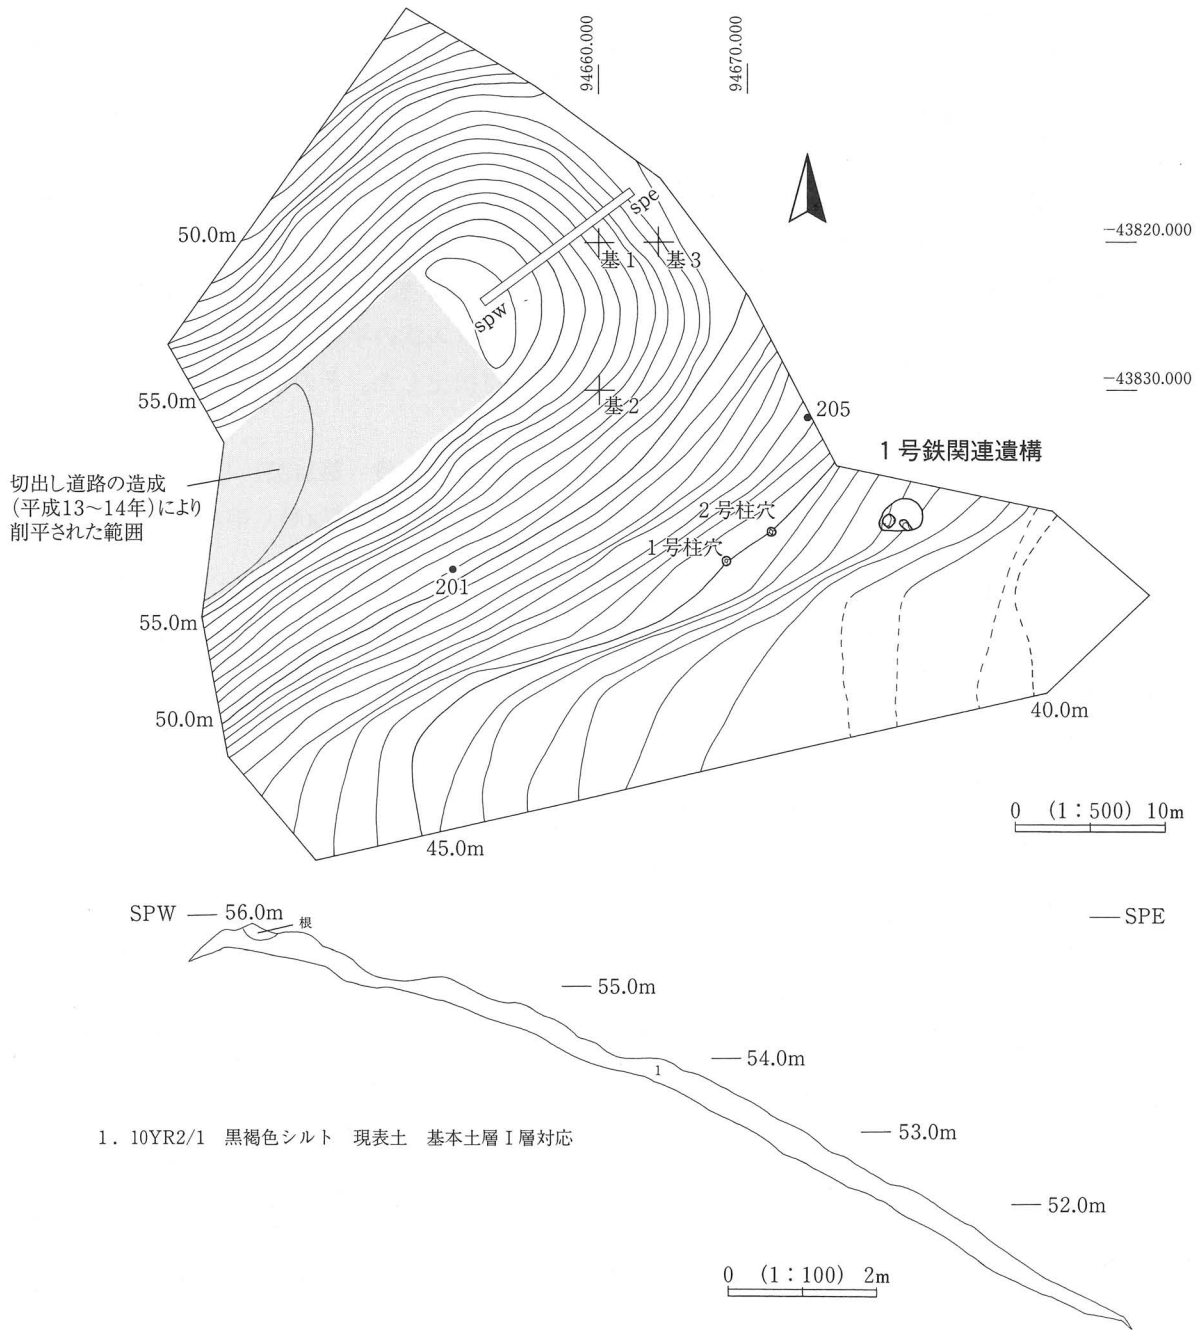 94660.000
94670.000
spe
50.0m
−43820.000
基1
基3
spw
−43830.000
55.0m
基2
205
1号鉄関連遺構
切出し道路の造成
(平成13～14年)により
削平された範囲
2号柱穴
1号柱穴
201
55.0m
50.0m
40.0m
0 (1：500) 10m
45.0m
SPW 56.0m
根
SPE
55.0m
54.0m
1
53.0m
1．10YR2/1 黒褐色シルト 現表土 基本土層Ⅰ層対応
52.0m
0 (1：100) 2m